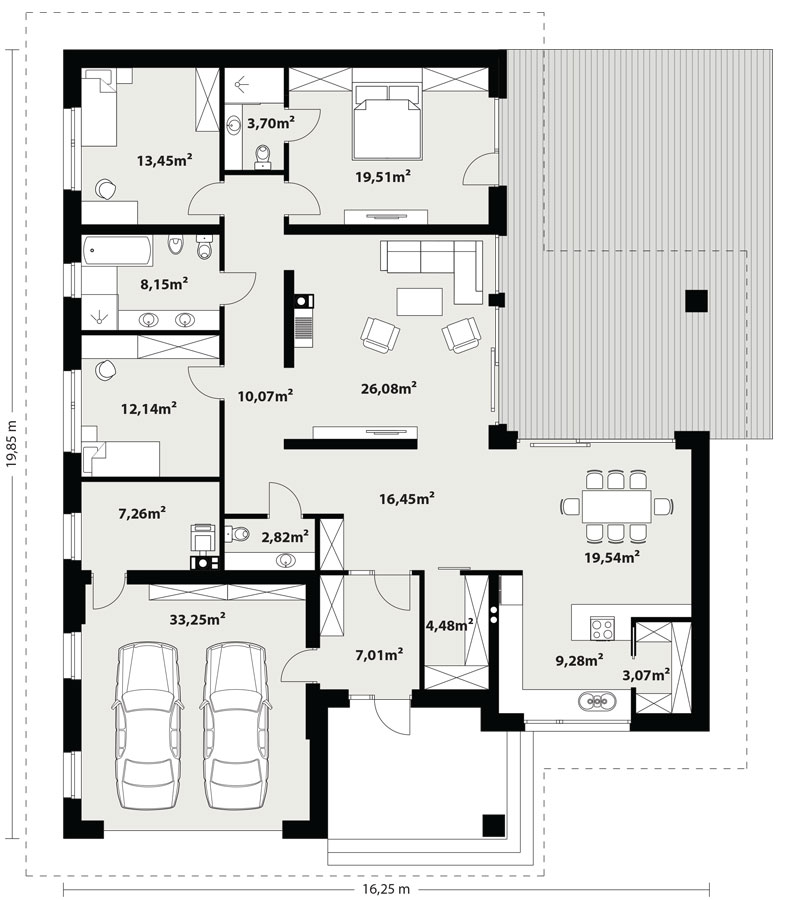 3,70m²
13,45m²
19,51m²
8,15m²
26,08m²
10,07m²
12,14m²
19,85 m
16,45m²
7,26m²
2,82m²
19,54m²
33,25m²
4,48m²
7,01m²
9,28m²
3,07m²
16,25 m